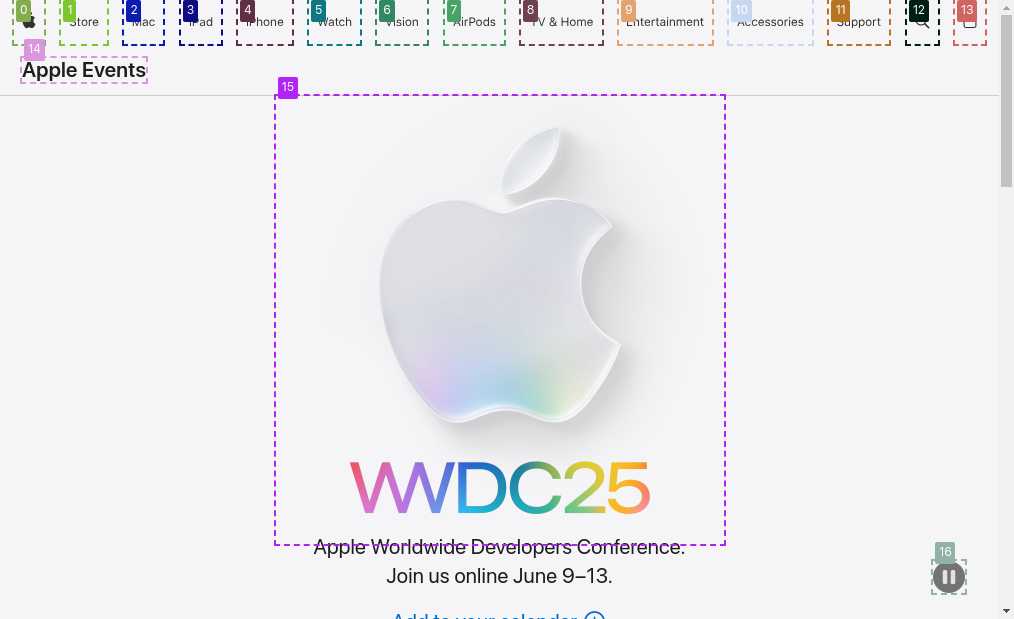 Store
Mac
iPad
iPhone
Watch
Vision
AirPods
TV & Home
Entertainment
Accessories
Support
0
1
2
3
4
5
6
7
8
9
10
11
12
13
14
Apple Events
15
WWDC25
Apple Worldwide Developers Conference.
Join us online June 9–13.
16
Add to your calendar